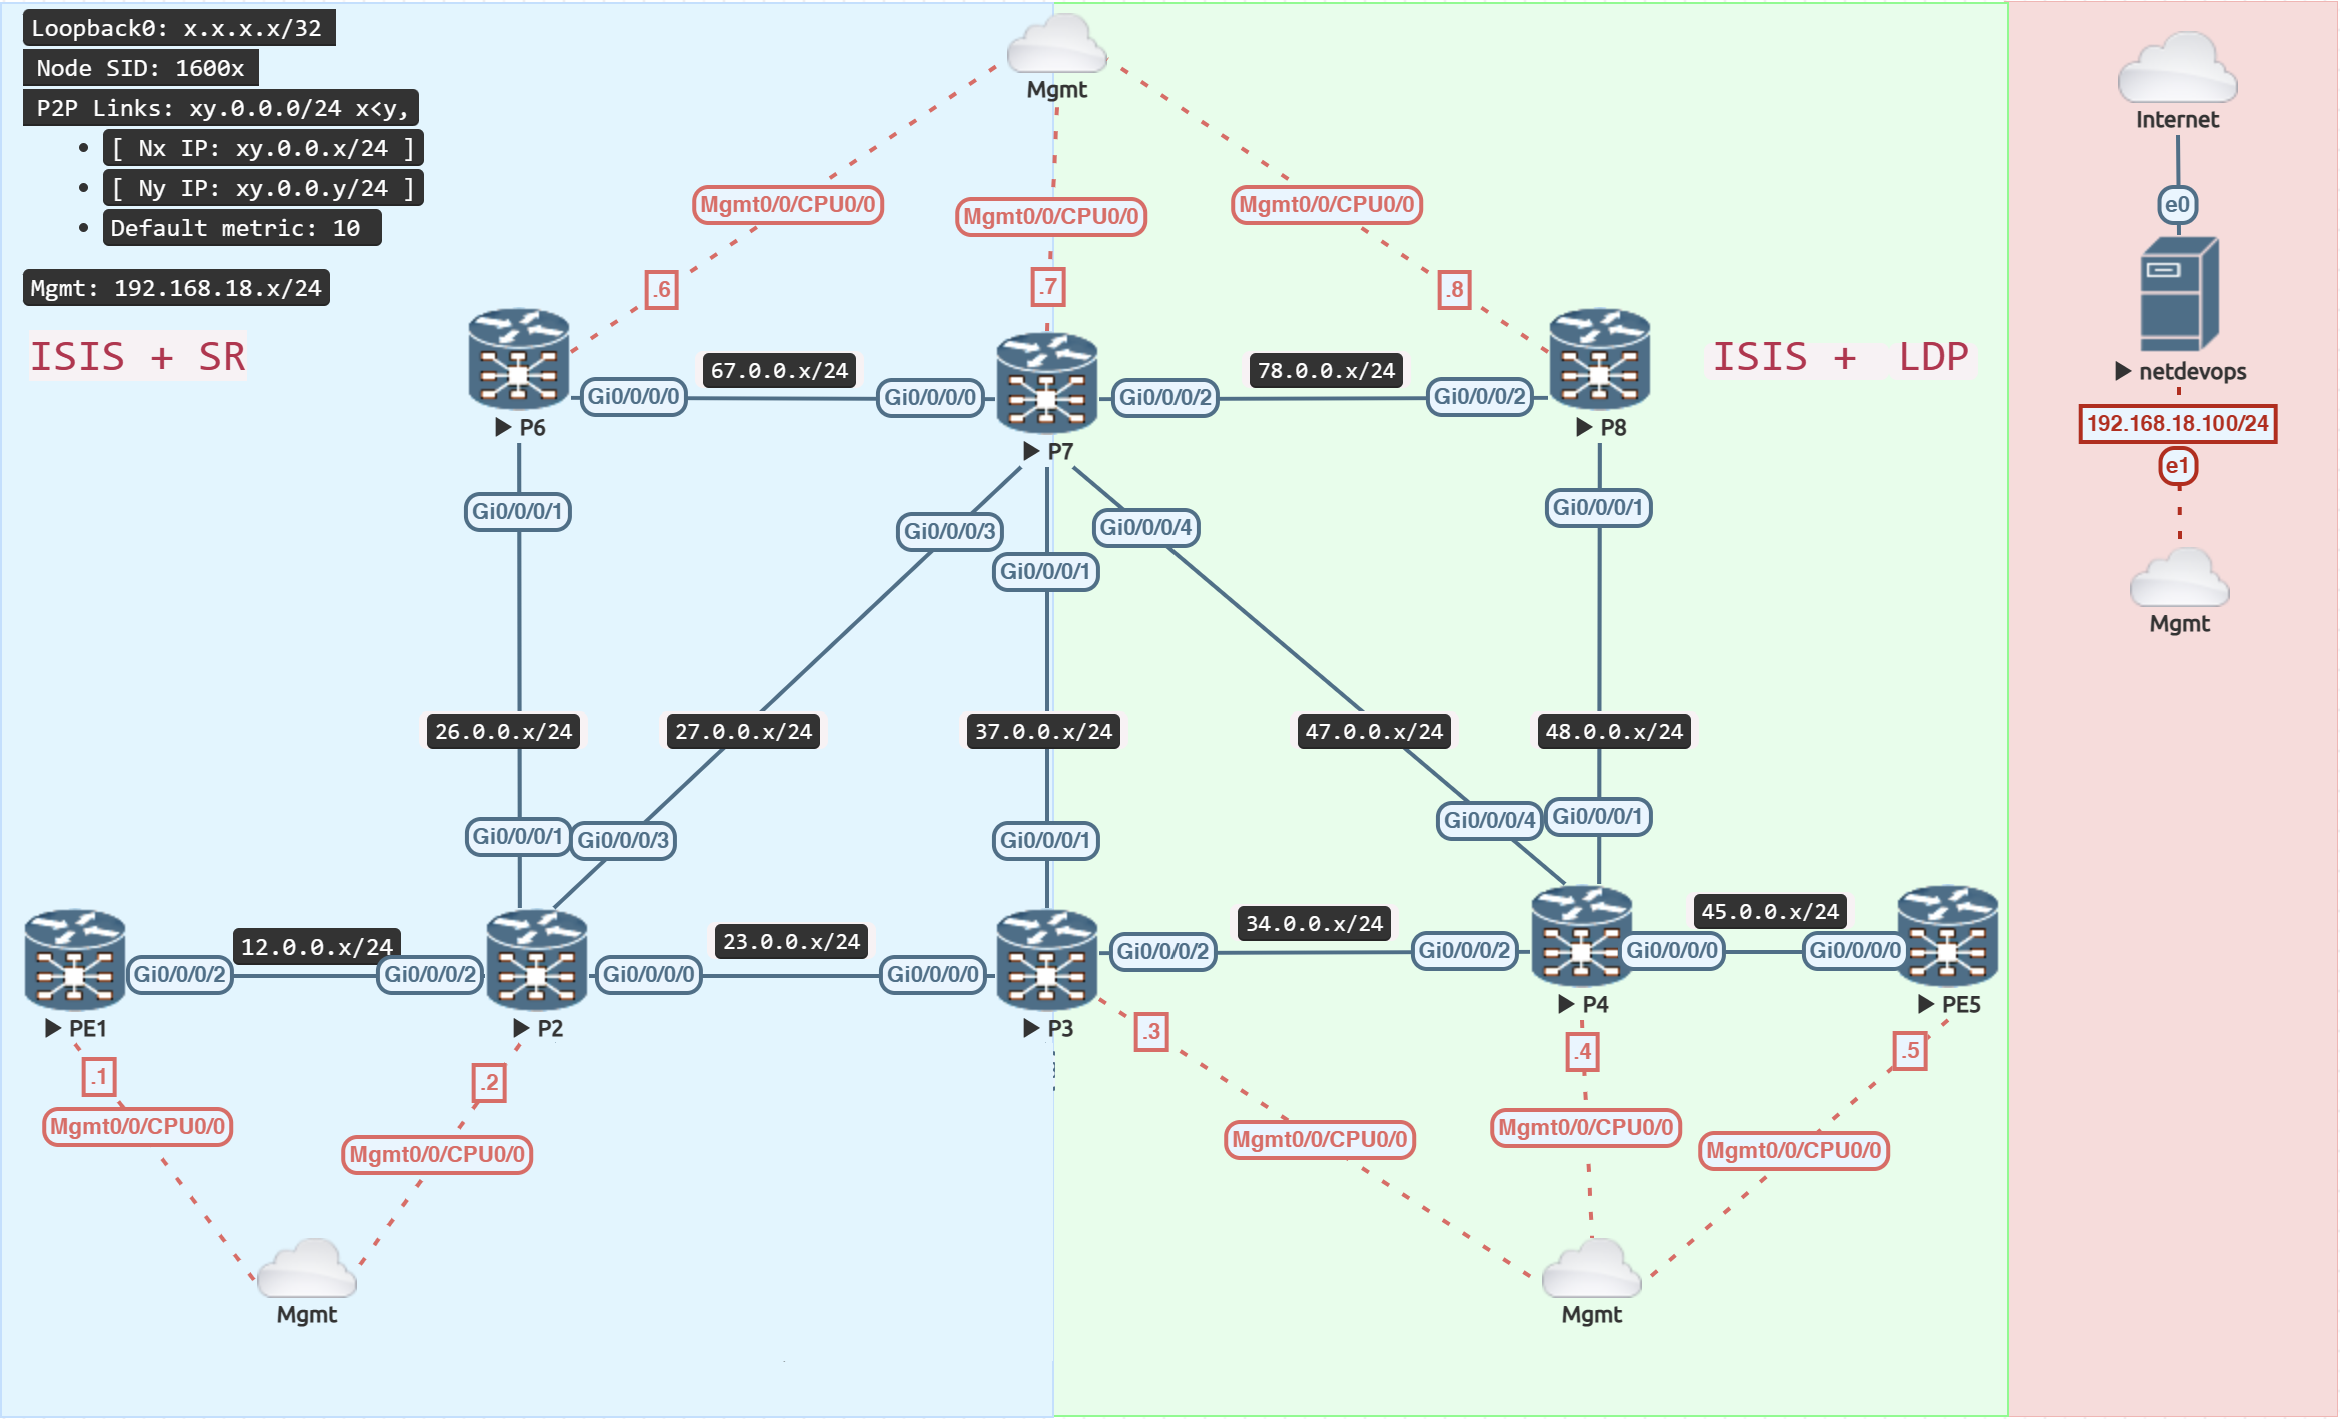 Loopback0: x.x.x.x/32
Node SID: 1600x
P2P Links: xy.0.0.0/24 x<y,
• [ Nx IP: xy.0.0.x/24 ]
• [ Ny IP: xy.0.0.y/24 ]
• Default metric: 10
Mgmt: 192.168.18.x/24
ISIS + SR
Mgmt
Mgmt0/0/CPU0/0
Mgmt0/0/CPU0/0
Mgmt0/0/CPU0/0
.6
.7
.8
ISIS + LDP
Internet
e0
netdevops
192.168.18.100/24
e1
Mgmt
P6
Gi0/0/0/0
67.0.0.x/24
Gi0/0/0/0
P7
Gi0/0/0/2
78.0.0.x/24
Gi0/0/0/2
P8
Gi0/0/0/1
Gi0/0/0/3
Gi0/0/0/1
Gi0/0/0/4
Gi0/0/0/1
26.0.0.x/24
27.0.0.x/24
37.0.0.x/24
47.0.0.x/24
48.0.0.x/24
Gi0/0/0/1
Gi0/0/0/3
Gi0/0/0/1
Gi0/0/0/4
Gi0/0/0/1
PE1
Gi0/0/0/2
12.0.0.x/24
Gi0/0/0/2
P2
Gi0/0/0/0
23.0.0.x/24
Gi0/0/0/0
P3
Gi0/0/0/2
34.0.0.x/24
Gi0/0/0/2
P4
Gi0/0/0/0
45.0.0.x/24
Gi0/0/0/0
PE5
.1
.2
.3
.4
.5
Mgmt0/0/CPU0/0
Mgmt0/0/CPU0/0
Mgmt0/0/CPU0/0
Mgmt0/0/CPU0/0
Mgmt0/0/CPU0/0
Mgmt
Mgmt